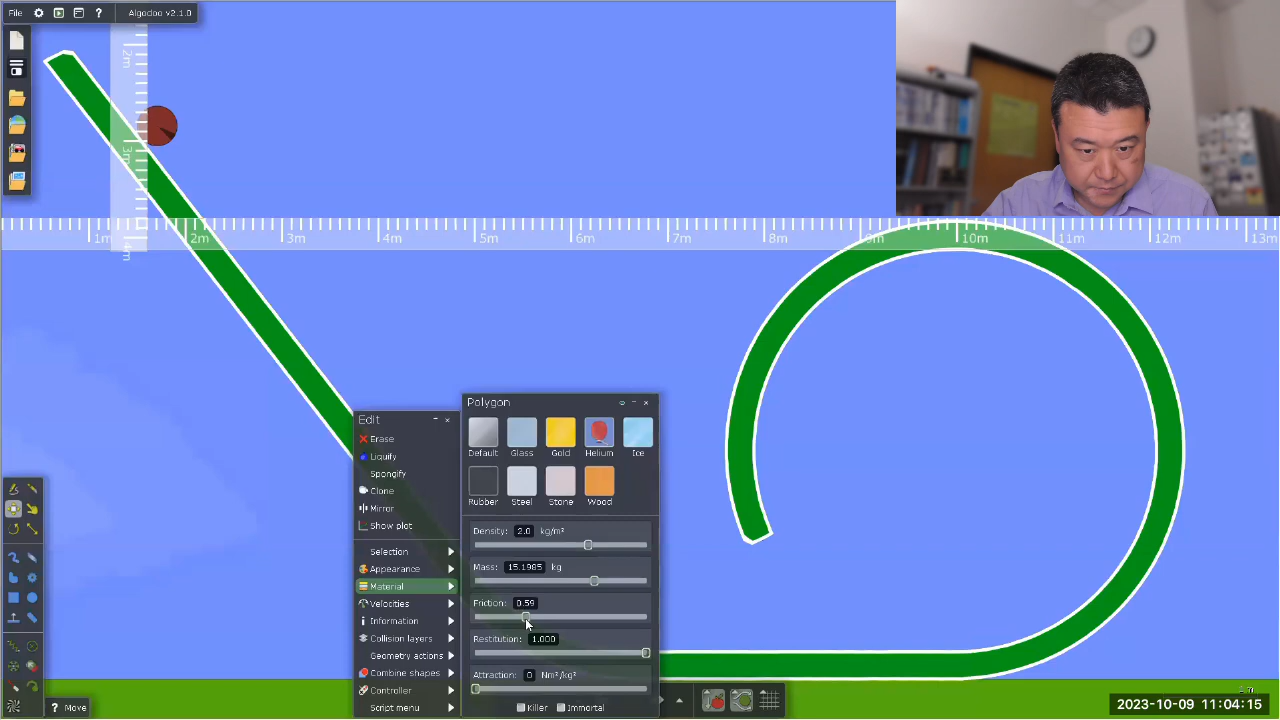 File ? Algodoo v2.1.0
2m
3m
4m
1m 2m 3m 4m 5m 6m 7m 8m 9m 10m 11m 12m 13m
Edit
Erase
Liquify
Spongify
Clone
Mirror
Show plot
Selection
Appearance
Material
Velocities
Information
Collision layers
Geometry actions
Combine shapes
Controller
Script menu
Polygon
Default Glass Gold Helium Ice
Rubber Steel Stone Wood
Density: 2.0 kg/m²
Mass: 15.1985 kg
Friction: 0.59
Restitution: 1.000
Attraction: 0 Nm²/kg²
Killer Immortal
? Move
1 m
2023-10-09 11:04:15